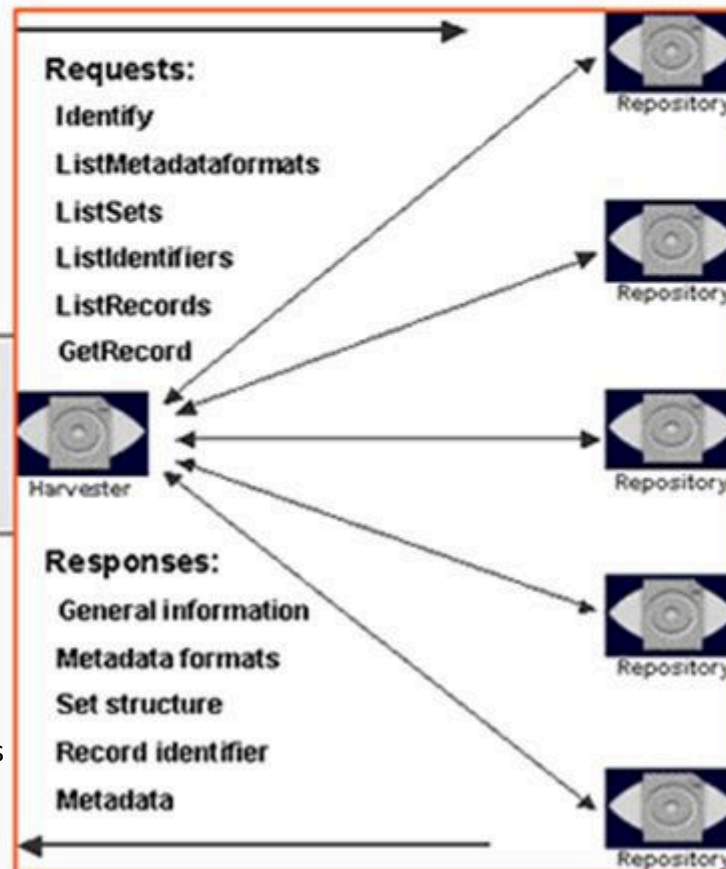 Requests:
Identify
ListMetadataformats
ListSets
ListIdentifiers
ListRecords
GetRecord
Harvester
Responses:
General information
Metadata formats
Set structure
Record identifier
Metadata
s
Repository
Repository
Repository
Repository
Repository